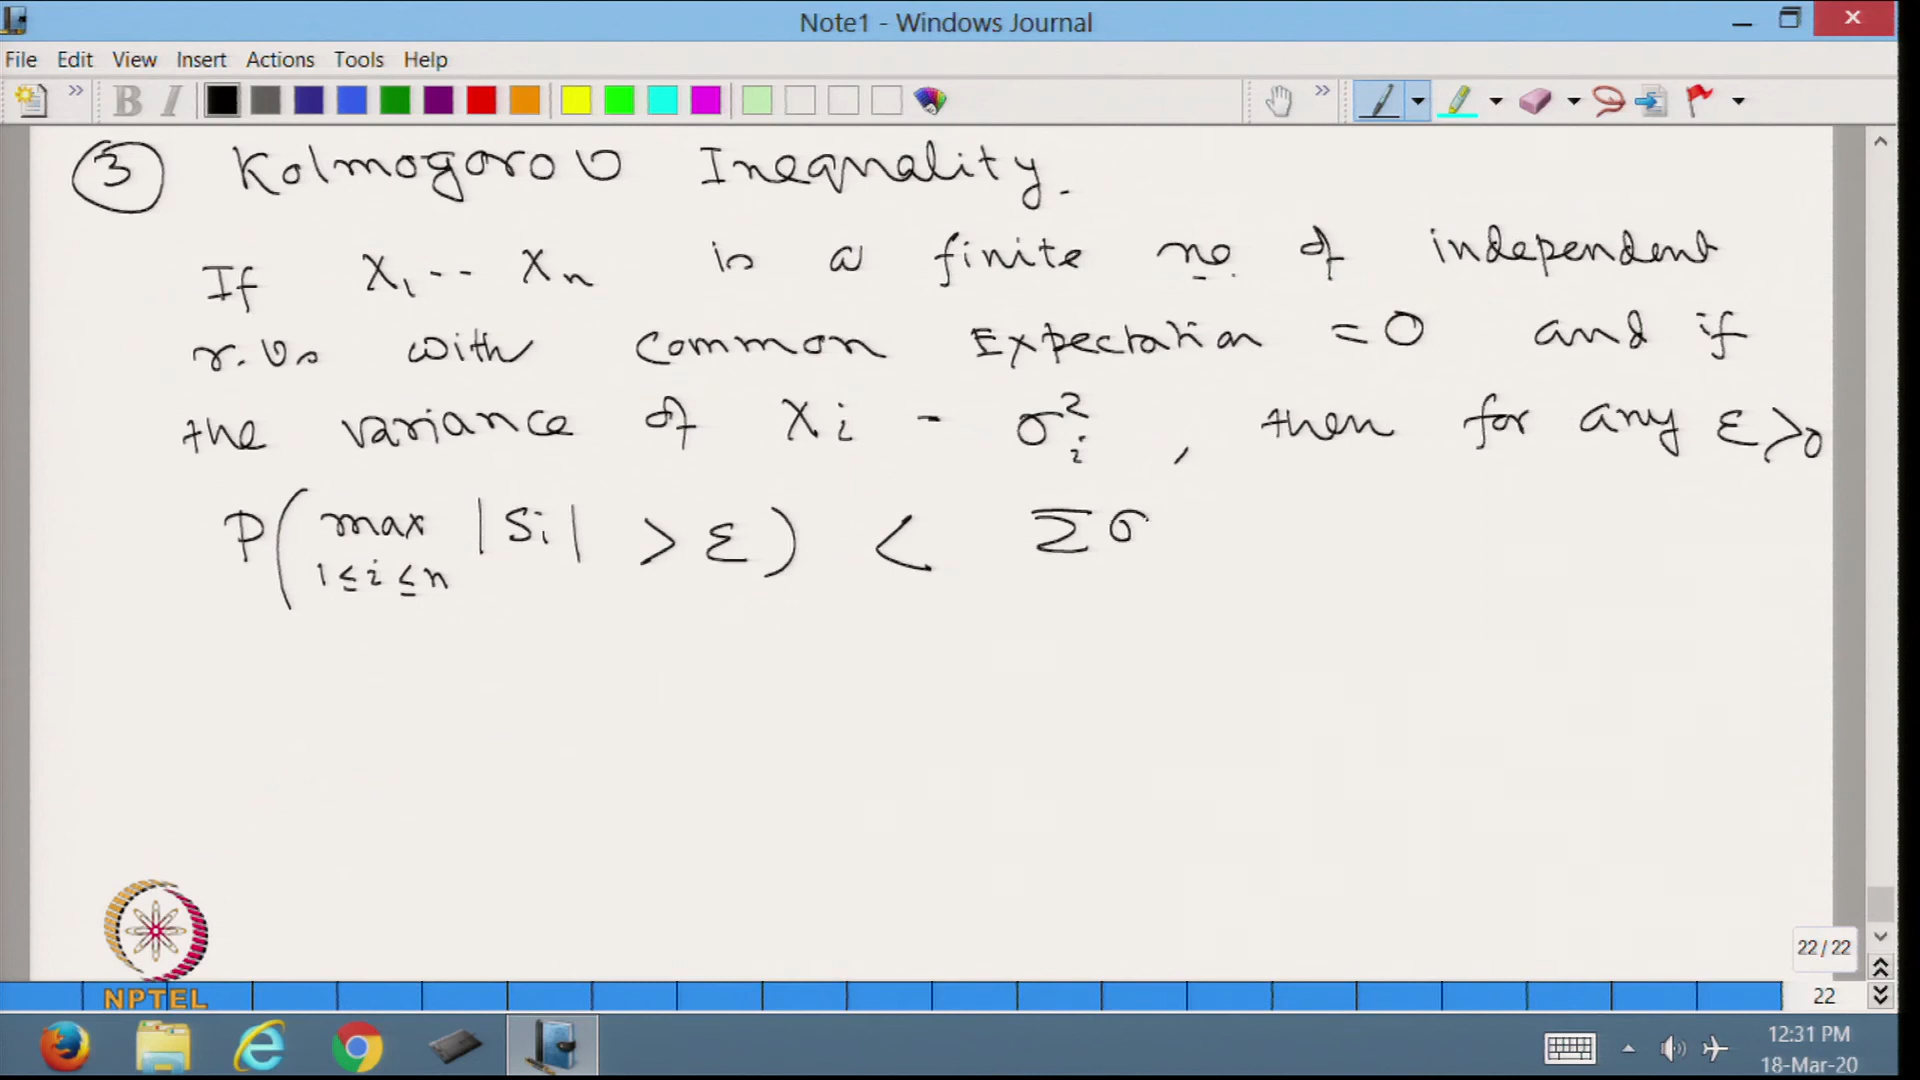 Note1 - Windows Journal
File Edit View Insert Actions Tools Help
B I
③ Kolmogorov Inequality.
If X₁ -- Xₙ is a finite no. of independent
r.v.s with common Expectation = 0 and if
the variance of Xᵢ - σᵢ² , then for any ε>0
P(max |Sᵢ| > ε) < Σσ
1≤i≤n
22 / 22
NPTEL
22
12:31 PM
18-Mar-20